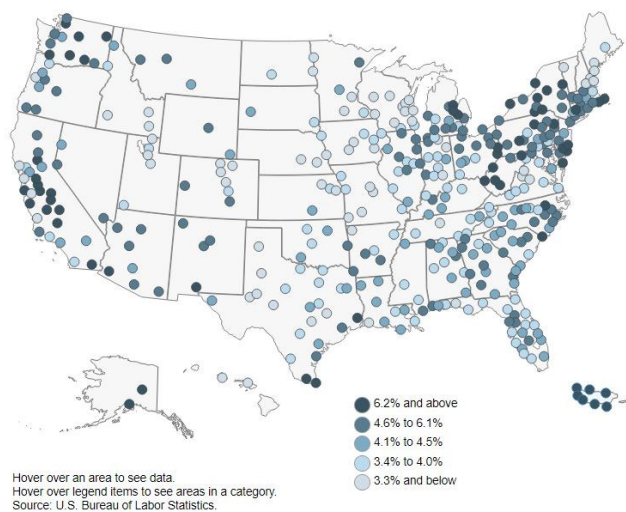 6.2% and above
4.6% to 6.1%
4.1% to 4.5%
3.4% to 4.0%
3.3% and below
Hover over an area to see data.
Hover over legend items to see areas in a category.
Source: U.S. Bureau of Labor Statistics.